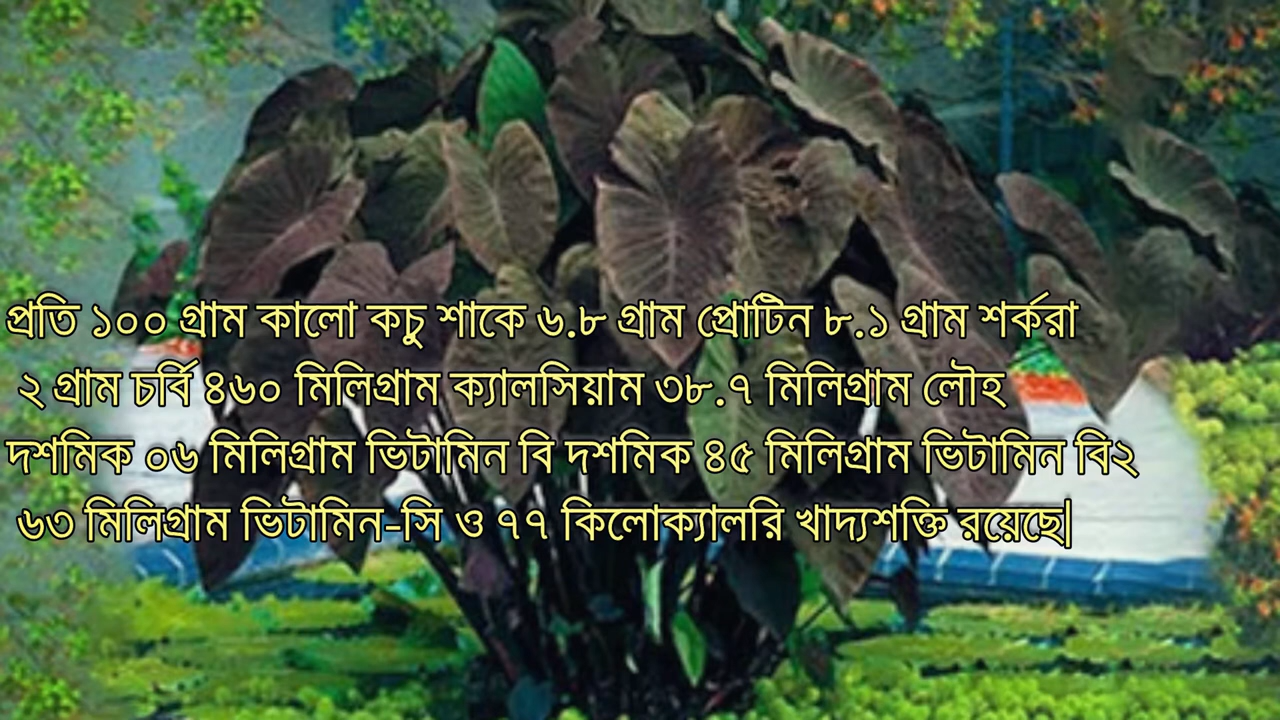 প্রতি ১০০ গ্রাম কালো কচু শাকে ৬.৮ গ্রাম প্রোটিন ৮.১ গ্রাম শর্করা
২ গ্রাম চর্বি ৪৬০ মিলিগ্রাম ক্যালসিয়াম ৩৮.৭ মিলিগ্রাম লৌহ
দশমিক ০৬ মিলিগ্রাম ভিটামিন বি দশমিক ৪৫ মিলিগ্রাম ভিটামিন বি২
৬৩ মিলিগ্রাম ভিটামিন-সি ও ৭৭ কিলোক্যালরি খাদ্যশক্তি রয়েছে|